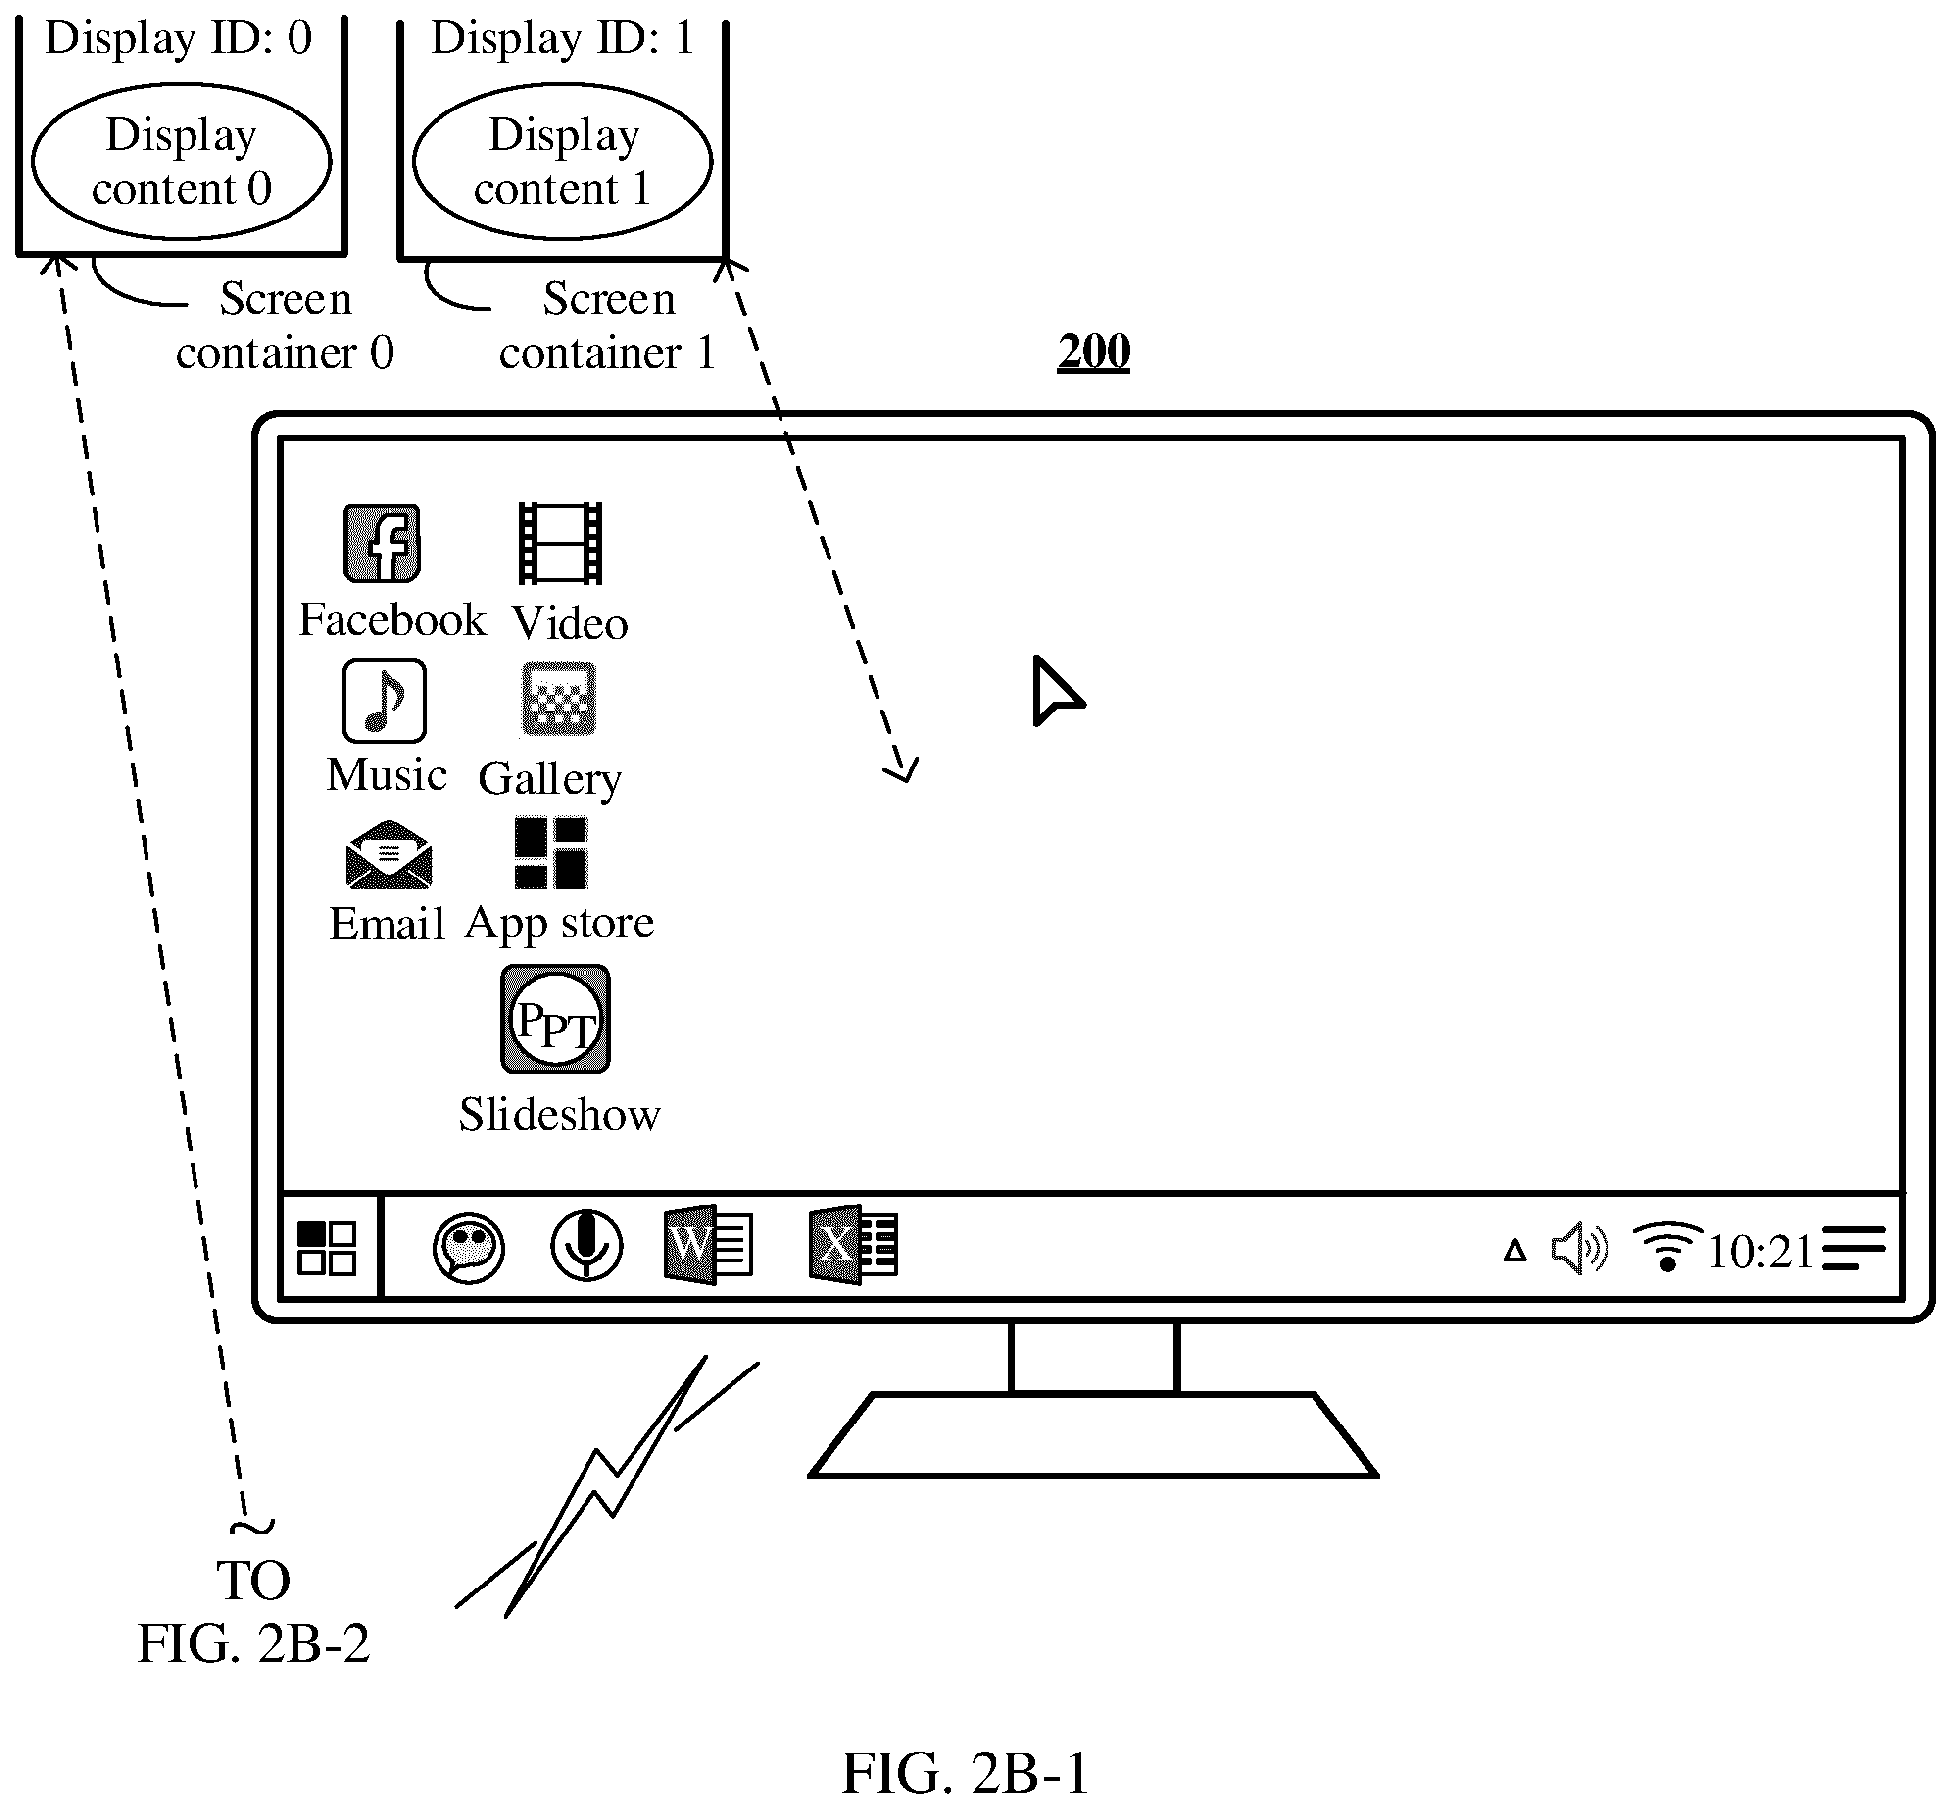 Display ID: 0
Display ID: 1
Display
content 0
Display
content 1
Screen
container 0
Screen
container 1
200
Facebook
Video
Music
Gallery
Email
App store
PPT
Slideshow
W
X
10:21
TO
FIG. 2B-2
FIG. 2B-1